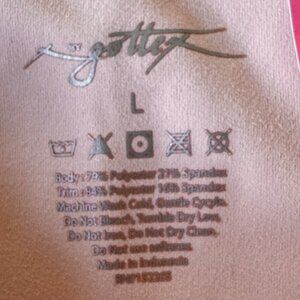 X BY gottex
L
Body : 79% Polyester 21% Spandex
Trim : 84% Polyester 16% Spandex
Machine Wash Cold, Gentle Cycyle,
Do Not Bleach, Tumble Dry Low,
Do Not Iron, Do Not Dry Clean.
Do Not use softener.
Made in Indonesia